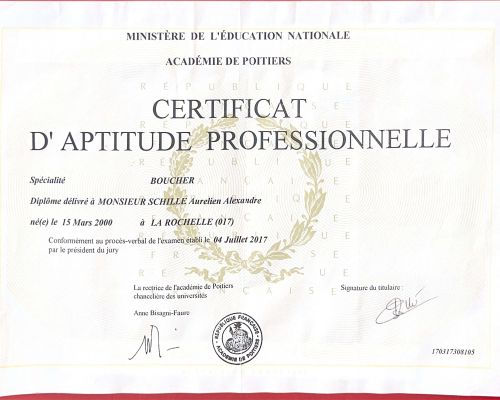 MINISTÈRE DE L'ÉDUCATION NATIONALE
ACADÉMIE DE POITIERS
CERTIFICAT
D'APTITUDE PROFESSIONNELLE
Spécialité BOUCHER
Diplôme délivré à MONSIEUR SCHILLE Aurelien Alexandre
né(e) le 15 Mars 2000 à LA ROCHELLE (017)
Conformément au procès-verbal de l'examen établi le 04 Juillet 2017
par le président du jury
La rectrice de l'académie de Poitiers
chancelière des universités
Signature du titulaire :
Anne Bisagni-Faure
RÉPUBLIQUE FRANÇAISE
ACADÉMIE DE POITIERS
170317308105